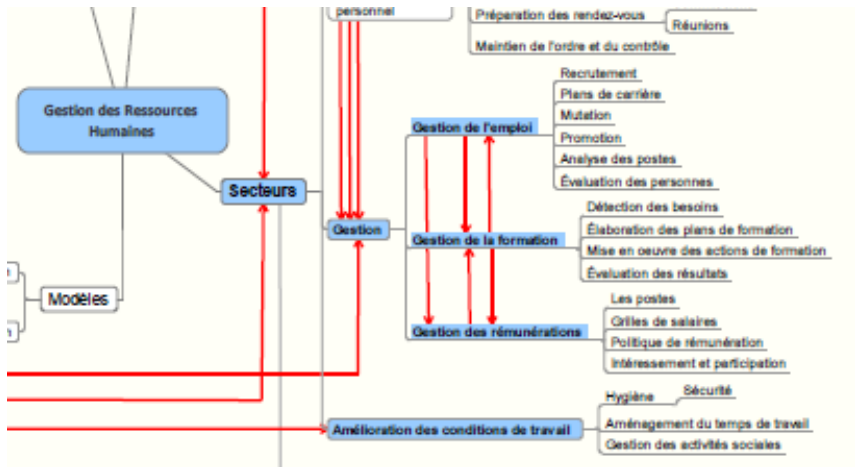 personnel
Préparation des rendez-vous
Réunions
Maintien de l'ordre et du contrôle
Gestion des Ressources
Humaines
Secteurs
Modèles
n
n
Gestion
Gestion de l'emploi
Recrutement
Plans de carrière
Mutation
Promotion
Analyse des postes
Évaluation des personnes
Gestion de la formation
Détection des besoins
Élaboration des plans de formation
Mise en oeuvre des actions de formation
Évaluation des résultats
Gestion des rémunérations
Les postes
Grilles de salaires
Politique de rémunération
Intéressement et participation
Amélioration des conditions de travail
Hygiène
Sécurité
Aménagement du temps de travail
Gestion des activités sociales